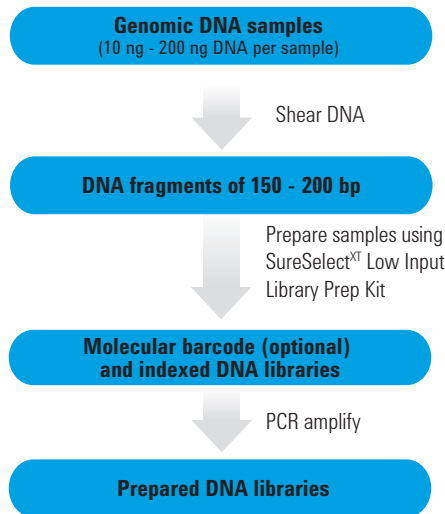 Genomic DNA samples
(10 ng - 200 ng DNA per sample)
Shear DNA
DNA fragments of 150 - 200 bp
Prepare samples using
SureSelectXT Low Input
Library Prep Kit
Molecular barcode (optional)
and indexed DNA libraries
PCR amplify
Prepared DNA libraries